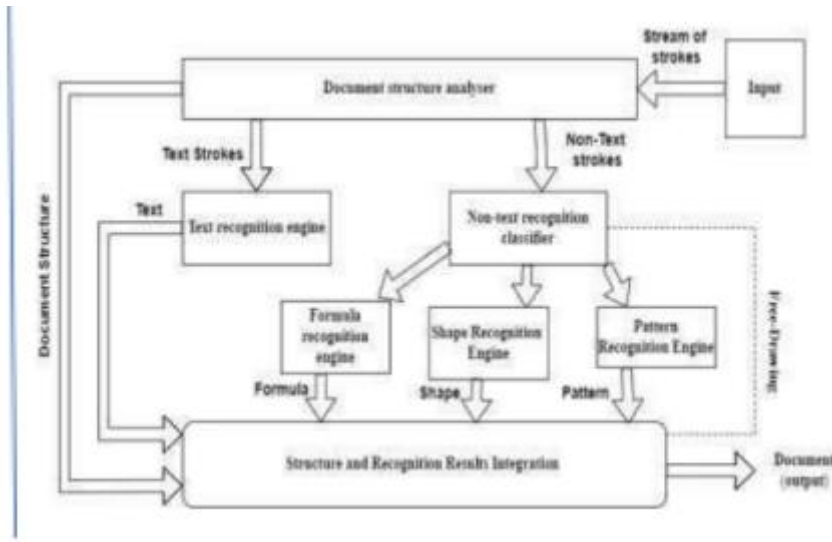 Stream of
strokes
Document structure analyser
Input
Text Strokes
Non-Text
strokes
Document Structure
Text
Text recognition engine
Non-text recognition
classifier
Free-Drawing
Formula
recognition
engine
Shape Recognition
Engine
Pattern
Recognition Engine
Formula
Shape
Pattern
Structure and Recognition Results Integration
Document
(output)